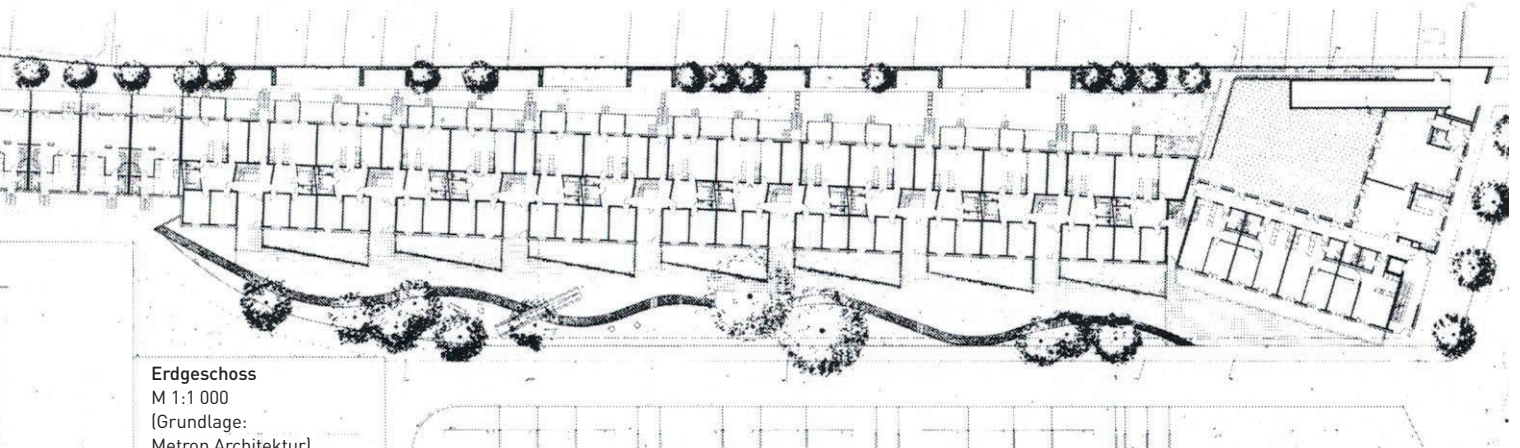 Erdgeschoss
M 1:1 000
(Grundlage:
Metron Architektur)